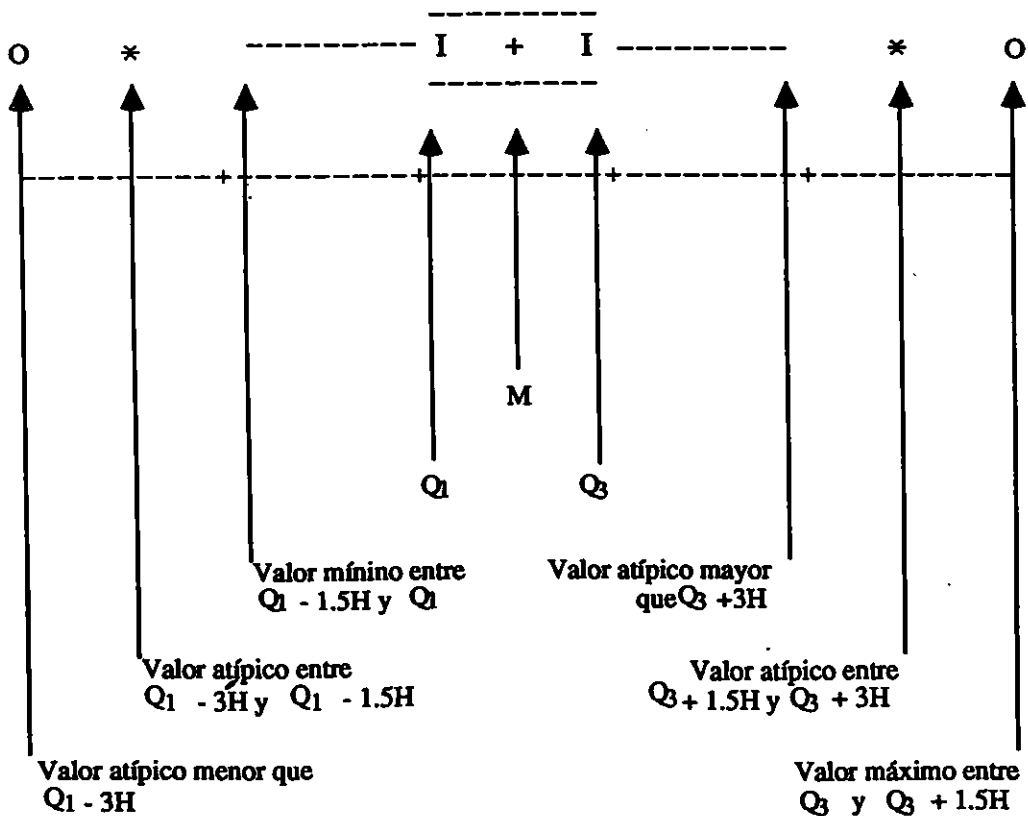 O * I + I * O
M
Q1 Q3
Valor mínino entre
Q1 - 1.5H y Q1
Valor atípico mayor
que Q3 +3H
Valor atípico entre
Q1 - 3H y Q1 - 1.5H
Valor atípico entre
Q3 + 1.5H y Q3 + 3H
Valor atípico menor que
Q1 - 3H
Valor máximo entre
Q3 y Q3 + 1.5H